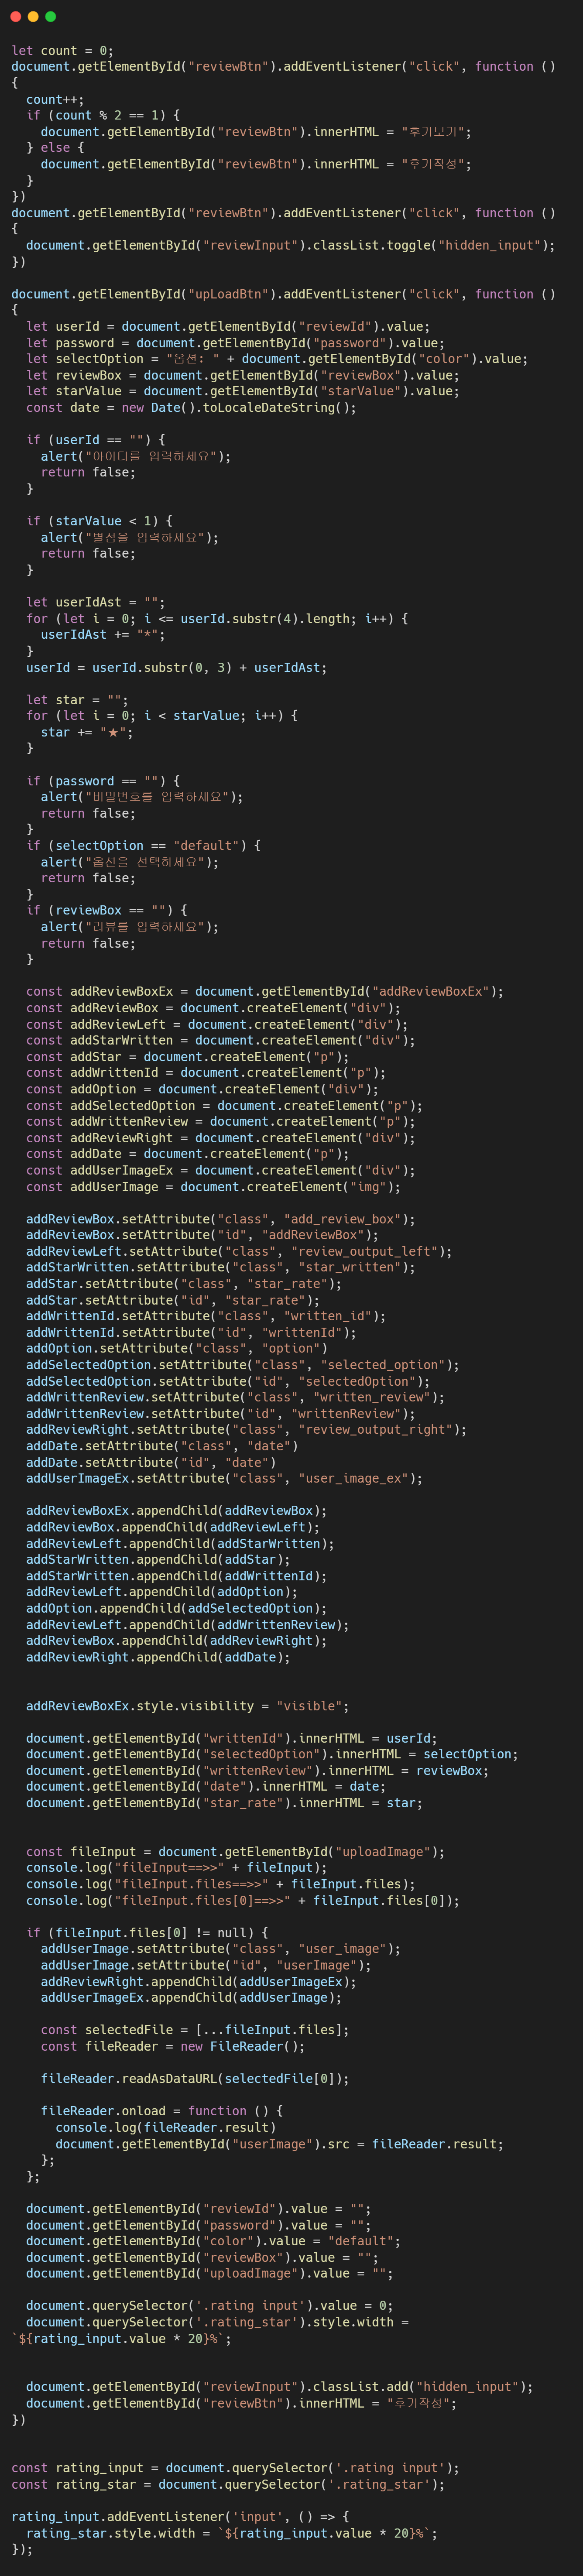 let count = 0;
document.getElementById("reviewBtn").addEventListener("click", function ()
{
  count++;
  if (count % 2 == 1) {
    document.getElementById("reviewBtn").innerHTML = "후기보기";
  } else {
    document.getElementById("reviewBtn").innerHTML = "후기작성";
  }
})
document.getElementById("reviewBtn").addEventListener("click", function ()
{
  document.getElementById("reviewInput").classList.toggle("hidden_input");
})

document.getElementById("upLoadBtn").addEventListener("click", function ()
{
  let userId = document.getElementById("reviewId").value;
  let password = document.getElementById("password").value;
  let selectOption = "옵션: " + document.getElementById("color").value;
  let reviewBox = document.getElementById("reviewBox").value;
  let starValue = document.getElementById("starValue").value;
  const date = new Date().toLocaleDateString();

  if (userId == "") {
    alert("아이디를 입력하세요");
    return false;
  }

  if (starValue < 1) {
    alert("별점을 입력하세요");
    return false;
  }

  let userIdAst = "";
  for (let i = 0; i <= userId.substr(4).length; i++) {
    userIdAst += "*";
  }
  userId = userId.substr(0, 3) + userIdAst;

  let star = "";
  for (let i = 0; i < starValue; i++) {
    star += "★";
  }

  if (password == "") {
    alert("비밀번호를 입력하세요");
    return false;
  }
  if (selectOption == "default") {
    alert("옵션을 선택하세요");
    return false;
  }
  if (reviewBox == "") {
    alert("리뷰를 입력하세요");
    return false;
  }

  const addReviewBoxEx = document.getElementById("addReviewBoxEx");
  const addReviewBox = document.createElement("div");
  const addReviewLeft = document.createElement("div");
  const addStarWritten = document.createElement("div");
  const addStar = document.createElement("p");
  const addWrittenId = document.createElement("p");
  const addOption = document.createElement("div");
  const addSelectedOption = document.createElement("p");
  const addWrittenReview = document.createElement("p");
  const addReviewRight = document.createElement("div");
  const addDate = document.createElement("p");
  const addUserImageEx = document.createElement("div");
  const addUserImage = document.createElement("img");

  addReviewBox.setAttribute("class", "add_review_box");
  addReviewBox.setAttribute("id", "addReviewBox");
  addReviewLeft.setAttribute("class", "review_output_left");
  addStarWritten.setAttribute("class", "star_written");
  addStar.setAttribute("class", "star_rate");
  addStar.setAttribute("id", "star_rate");
  addWrittenId.setAttribute("class", "written_id");
  addWrittenId.setAttribute("id", "writtenId");
  addOption.setAttribute("class", "option")
  addSelectedOption.setAttribute("class", "selected_option");
  addSelectedOption.setAttribute("id", "selectedOption");
  addWrittenReview.setAttribute("class", "written_review");
  addWrittenReview.setAttribute("id", "writtenReview");
  addReviewRight.setAttribute("class", "review_output_right");
  addDate.setAttribute("class", "date")
  addDate.setAttribute("id", "date")
  addUserImageEx.setAttribute("class", "user_image_ex");

  addReviewBoxEx.appendChild(addReviewBox);
  addReviewBox.appendChild(addReviewLeft);
  addReviewLeft.appendChild(addStarWritten);
  addStarWritten.appendChild(addStar);
  addStarWritten.appendChild(addWrittenId);
  addReviewLeft.appendChild(addOption);
  addOption.appendChild(addSelectedOption);
  addReviewLeft.appendChild(addWrittenReview);
  addReviewBox.appendChild(addReviewRight);
  addReviewRight.appendChild(addDate);


  addReviewBoxEx.style.visibility = "visible";

  document.getElementById("writtenId").innerHTML = userId;
  document.getElementById("selectedOption").innerHTML = selectOption;
  document.getElementById("writtenReview").innerHTML = reviewBox;
  document.getElementById("date").innerHTML = date;
  document.getElementById("star_rate").innerHTML = star;


  const fileInput = document.getElementById("uploadImage");
  console.log("fileInput==>>" + fileInput);
  console.log("fileInput.files==>>" + fileInput.files);
  console.log("fileInput.files[0]==>>" + fileInput.files[0]);

  if (fileInput.files[0] != null) {
    addUserImage.setAttribute("class", "user_image");
    addUserImage.setAttribute("id", "userImage");
    addReviewRight.appendChild(addUserImageEx);
    addUserImageEx.appendChild(addUserImage);

    const selectedFile = [...fileInput.files];
    const fileReader = new FileReader();

    fileReader.readAsDataURL(selectedFile[0]);

    fileReader.onload = function () {
      console.log(fileReader.result)
      document.getElementById("userImage").src = fileReader.result;
    };
  };

  document.getElementById("reviewId").value = "";
  document.getElementById("password").value = "";
  document.getElementById("color").value = "default";
  document.getElementById("reviewBox").value = "";
  document.getElementById("uploadImage").value = "";

  document.querySelector('.rating input').value = 0;
  document.querySelector('.rating_star').style.width =
`${rating_input.value * 20}%`;


  document.getElementById("reviewInput").classList.add("hidden_input");
  document.getElementById("reviewBtn").innerHTML = "후기작성";
})


const rating_input = document.querySelector('.rating input');
const rating_star = document.querySelector('.rating_star');

rating_input.addEventListener('input', () => {
  rating_star.style.width = `${rating_input.value * 20}%`;
});